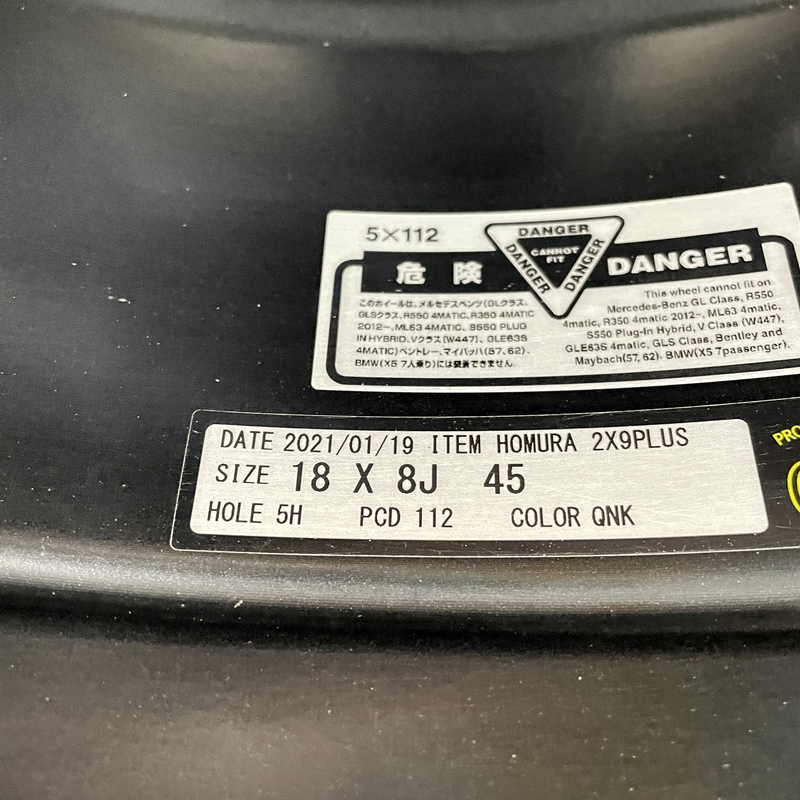 5×112
DANGER
DANGER
DANGER
CANNOT
FIT
危険
DANGER
このホイールは、メルセデスベンツ(GLクラス、
GLSクラス、R550 4MATIC、R350 4MATIC
2012~、ML63 4MATIC、S550 PLUG
IN HYBRID、Vクラス[W447]、GLE63S
4MATIC)ベントレー、マイバッハ(57、62)、
BMW(X5 7人乗り)には装着できません
This wheel cannot fit on
Mercedes-Benz GL Class, R550
4matic, R350 4matic 2012~, ML63 4matic,
S550 Plug-In Hybrid, V Class (W447),
GLE63S 4matic, GLS Class, Bentley and
Maybach(57, 62). BMW(X5 7passenger).
DATE 2021/01/19 ITEM HOMURA 2X9PLUS
SIZE 18 X 8J 45
HOLE 5H PCD 112 COLOR QNK
PRO